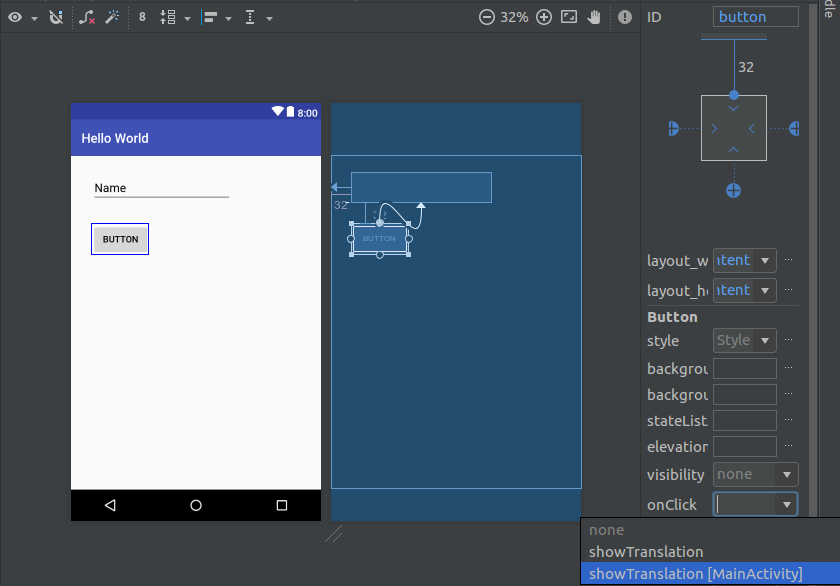 8
32%
ID
button
32
8:00
Hello World
Name
BUTTON
32
BUTTON
layout_w
ntent
layout_h
ntent
Button
style
Style
backgrou
backgrou
stateList
elevation
visibility
none
onClick
none
showTranslation
showTranslation [MainActivity]